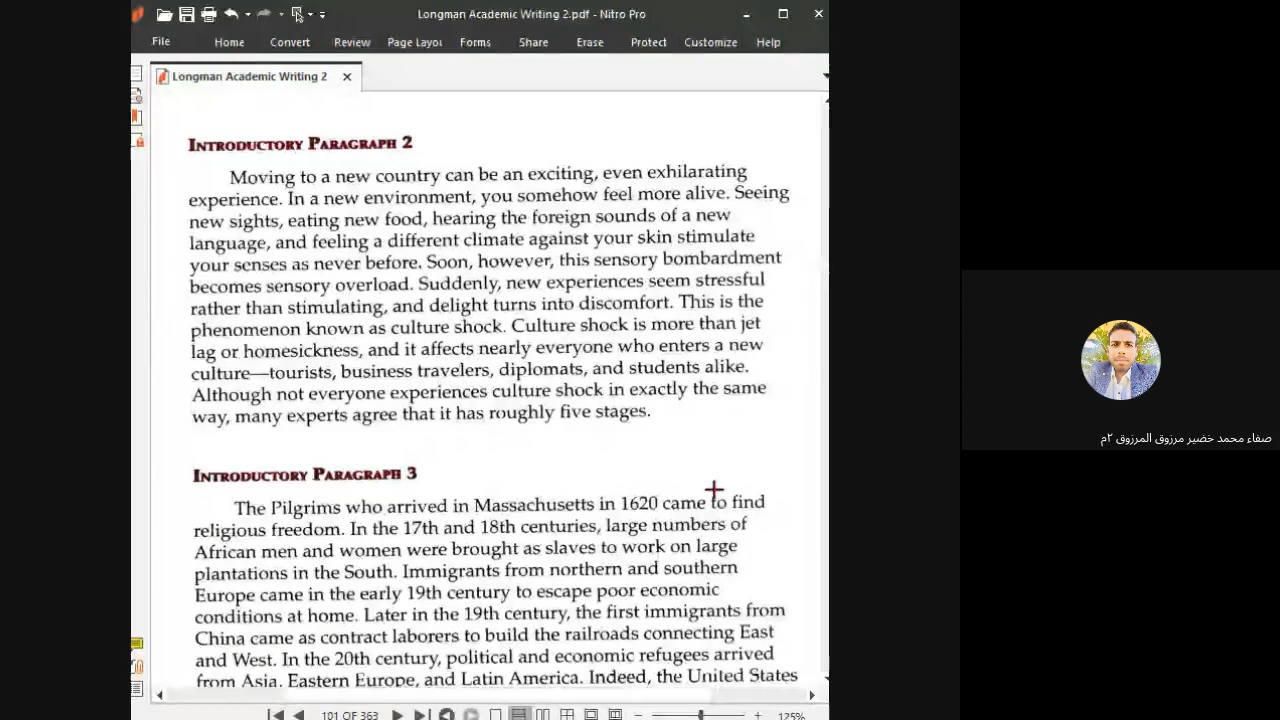 Longman Academic Writing 2.pdf - Nitro Pro
File Home Convert Review Page Layou Forms Share Erase Protect Customize Help
Longman Academic Writing 2
INTRODUCTORY PARAGRAPH 2
Moving to a new country can be an exciting, even exhilarating
experience. In a new environment, you somehow feel more alive. Seeing
new sights, eating new food, hearing the foreign sounds of a new
language, and feeling a different climate against your skin stimulate
your senses as never before. Soon, however, this sensory bombardment
becomes sensory overload. Suddenly, new experiences seem stressful
rather than stimulating, and delight turns into discomfort. This is the
phenomenon known as culture shock. Culture shock is more than jet
lag or homesickness, and it affects nearly everyone who enters a new
culture—tourists, business travelers, diplomats, and students alike.
Although not everyone experiences culture shock in exactly the same
way, many experts agree that it has roughly five stages.
INTRODUCTORY PARAGRAPH 3
The Pilgrims who arrived in Massachusetts in 1620 came to find
religious freedom. In the 17th and 18th centuries, large numbers of
African men and women were brought as slaves to work on large
plantations in the South. Immigrants from northern and southern
Europe came in the early 19th century to escape poor economic
conditions at home. Later in the 19th century, the first immigrants from
China came as contract laborers to build the railroads connecting East
and West. In the 20th century, political and economic refugees arrived
from Asia, Eastern Europe, and Latin America. Indeed, the United States
101 OF 363
125%
صفاء محمد خضير مرزوق المرزوق ٢م